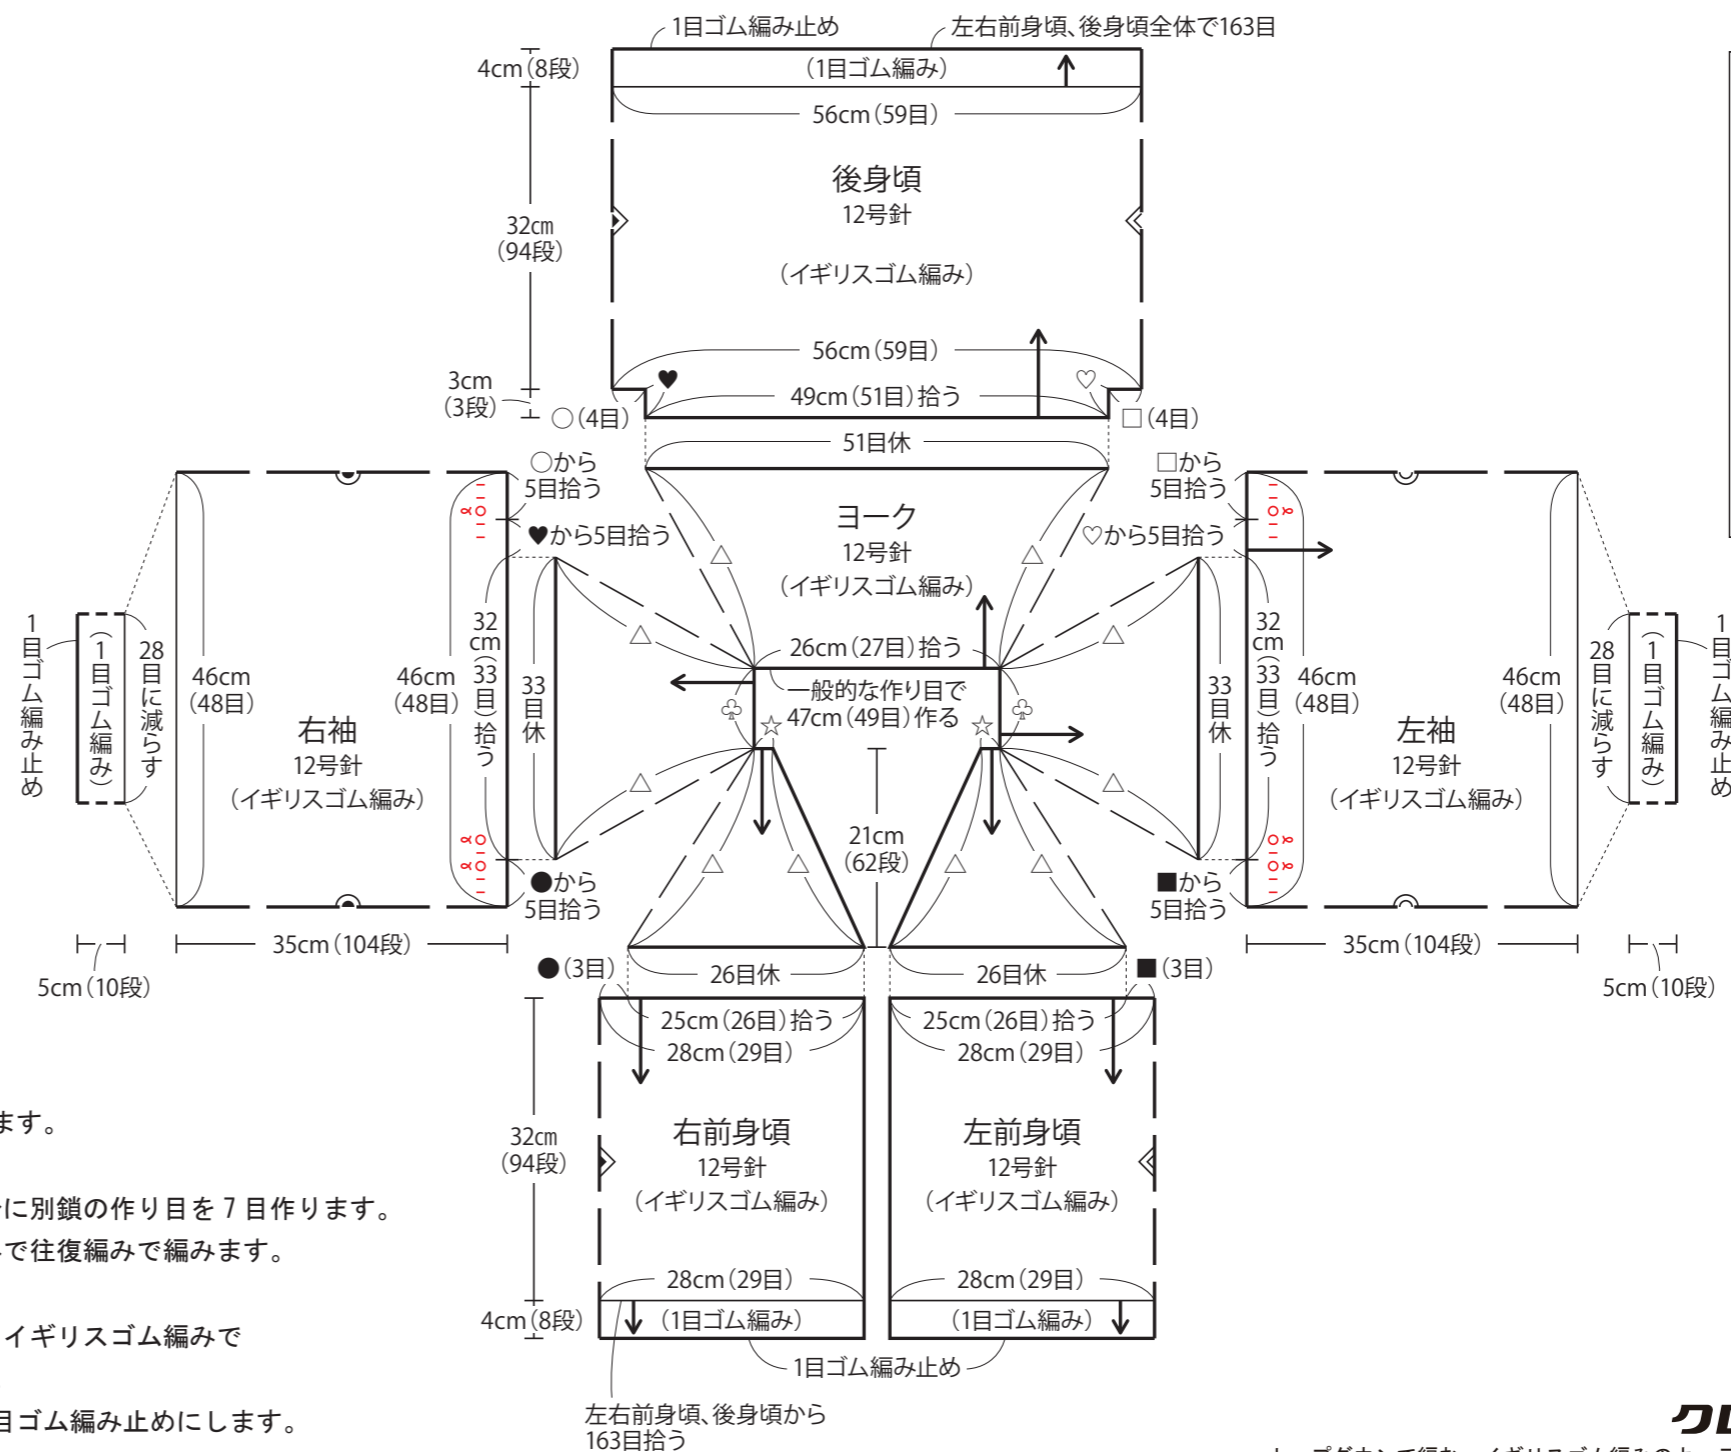 1目ゴム編み止め
左右前身頃、後身頃全体で163目
4cm（8段）
（1目ゴム編み）
56cm（59目）
後身頃
12号針
（イギリスゴム編み）
32㎝
（94段）
56cm（59目）
♥
♡
3cm
（3段）
49cm（51目）拾う
○（4目）
□（4目）
51目休
○から
5目拾う
♥から5目拾う
□から
5目拾う
♡から5目拾う
ヨーク
12号針
（イギリスゴム編み）
△
△
△
△
26cm（27目）拾う
一般的な作り目で
47cm（49目）作る
♧
☆
☆
♧
1目ゴム編み止め
（1目ゴム編み）
28目に減らす
46cm
（48目）
右袖
12号針
（イギリスゴム編み）
46cm
（48目）
32cm（33目）拾う
33目休
33目休
32cm（33目）拾う
46cm
（48目）
左袖
12号針
（イギリスゴム編み）
46cm
（48目）
28目に減らす
（1目ゴム編み）
1目ゴム編み止め
△
△
△
△
△
△
21cm
（62段）
●から
5目拾う
■から
5目拾う
35cm（104段）
5cm（10段）
35cm（104段）
5cm（10段）
●（3目）
26目休
26目休
■（3目）
25cm（26目）拾う
28cm（29目）
25cm（26目）拾う
28cm（29目）
32㎝
（94段）
右前身頃
12号針
（イギリスゴム編み）
左前身頃
12号針
（イギリスゴム編み）
28cm（29目）
28cm（29目）
4cm（8段）
（1目ゴム編み）
（1目ゴム編み）
1目ゴム編み止め
左右前身頃、後身頃から
163目拾う
ます。
に別鎖の作り目を 7 目作ります。
で往復編みで編みます。
イギリスゴム編みで
目ゴム編み止めにします。